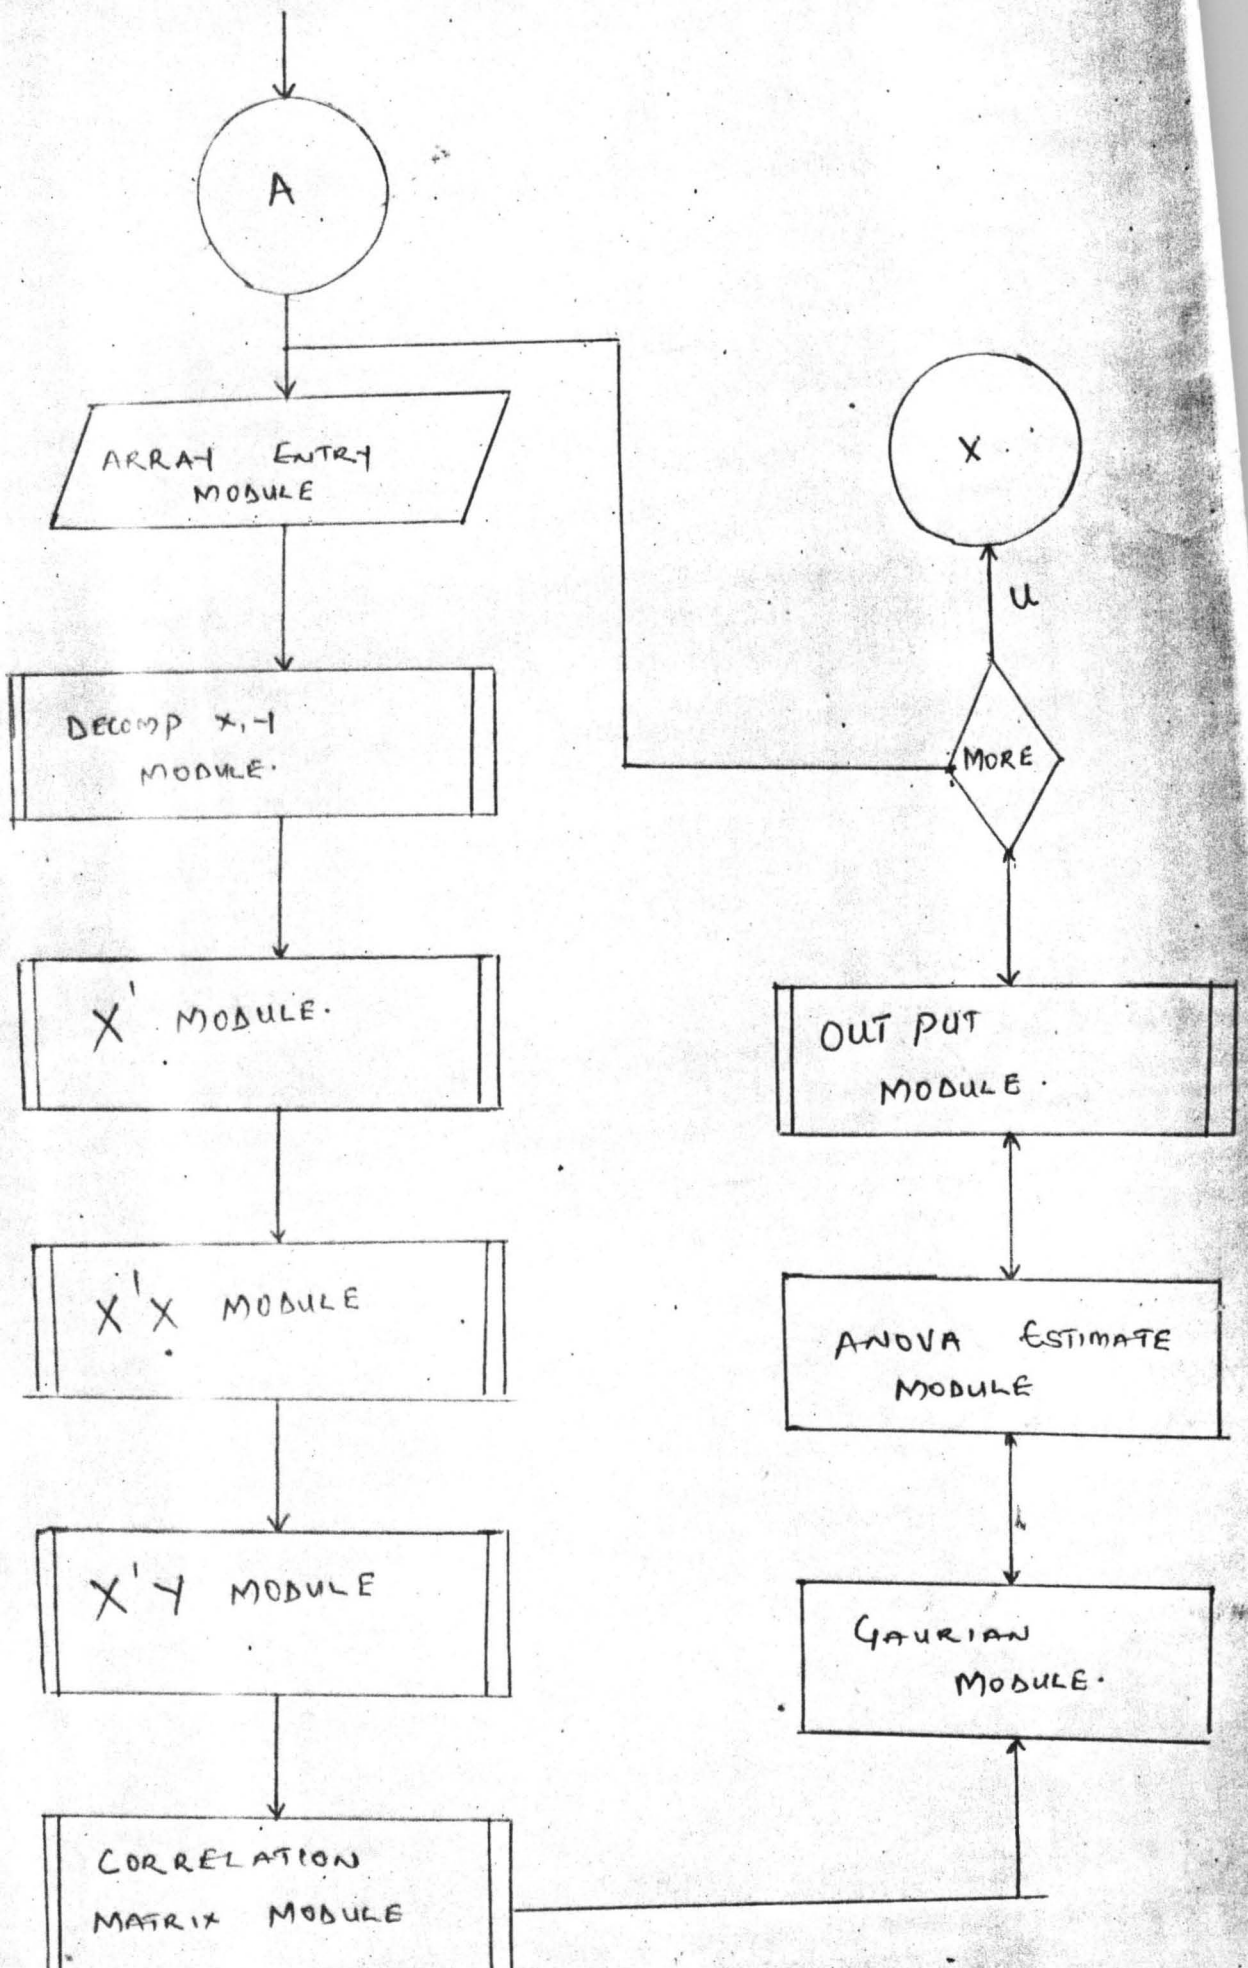 A
ARRAY ENTRY
MODULE
DECOMP X,Y
MODULE.
X' MODULE.
X'X MODULE
X'Y MODULE
CORRELATION
MATRIX MODULE
X
U
MORE
OUT PUT
MODULE.
ANOVA ESTIMATE
MODULE
GAURIAN
MODULE.